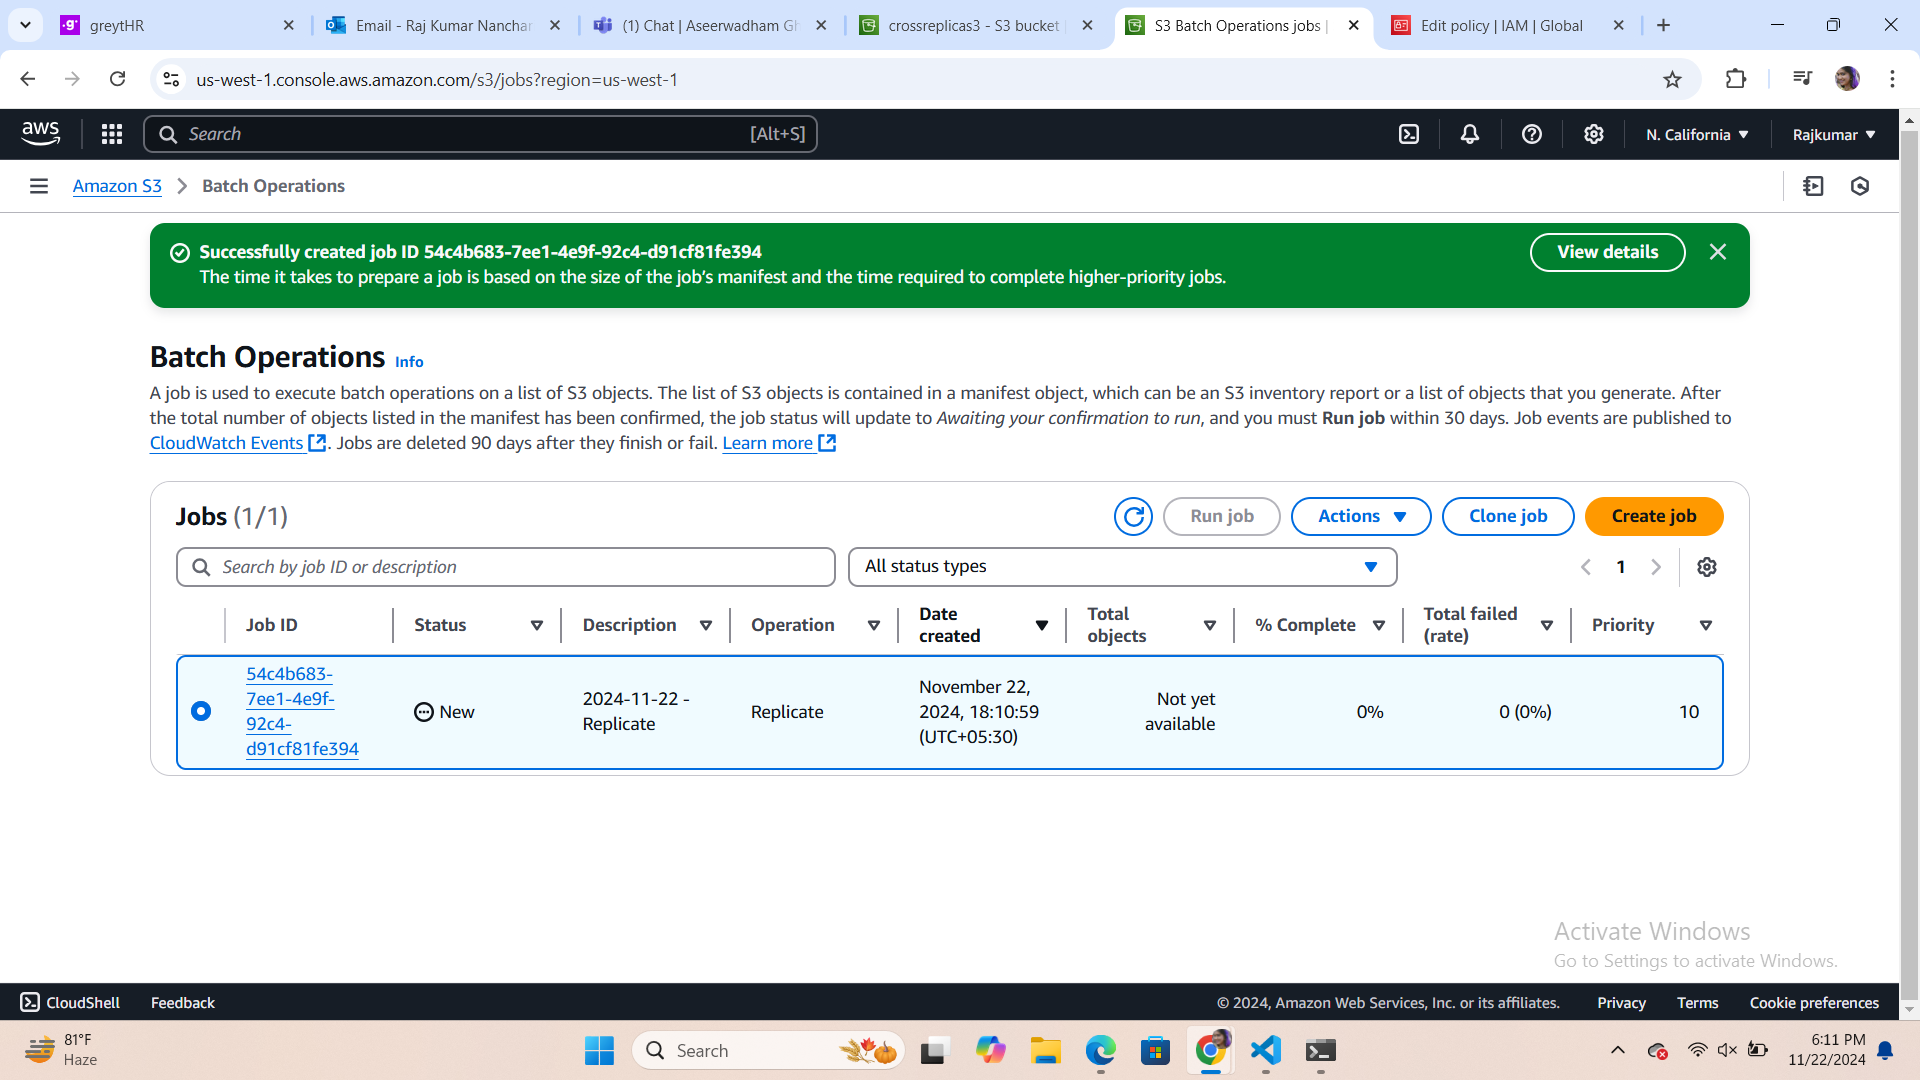 greytHR
Email - Raj Kumar Nanchar
(1) Chat | Aseerwadham Gh
crossreplicas3 - S3 bucket |
S3 Batch Operations jobs |
Edit policy | IAM | Global
us-west-1.console.aws.amazon.com/s3/jobs?region=us-west-1
aws
Search
[Alt+S]
N. California
Rajkumar
Amazon S3
Batch Operations
Successfully created job ID 54c4b683-7ee1-4e9f-92c4-d91cf81fe394
The time it takes to prepare a job is based on the size of the job's manifest and the time required to complete higher-priority jobs.
View details
Batch Operations Info
A job is used to execute batch operations on a list of S3 objects. The list of S3 objects is contained in a manifest object, which can be an S3 inventory report or a list of objects that you generate. After
the total number of objects listed in the manifest has been confirmed, the job status will update to Awaiting your confirmation to run, and you must Run job within 30 days. Job events are published to
CloudWatch Events. Jobs are deleted 90 days after they finish or fail. Learn more
Jobs (1/1)
Run job
Actions
Clone job
Create job
Search by job ID or description
All status types
1
Job ID
Status
Description
Operation
Date
created
Total
objects
% Complete
Total failed
(rate)
Priority
54c4b683-
7ee1-4e9f-
92c4-
d91cf81fe394
New
2024-11-22 -
Replicate
Replicate
November 22,
2024, 18:10:59
(UTC+05:30)
Not yet
available
0%
0 (0%)
10
Activate Windows
Go to Settings to activate Windows.
CloudShell
Feedback
© 2024, Amazon Web Services, Inc. or its affiliates.
Privacy
Terms
Cookie preferences
81°F
Haze
Search
6:11 PM
11/22/2024